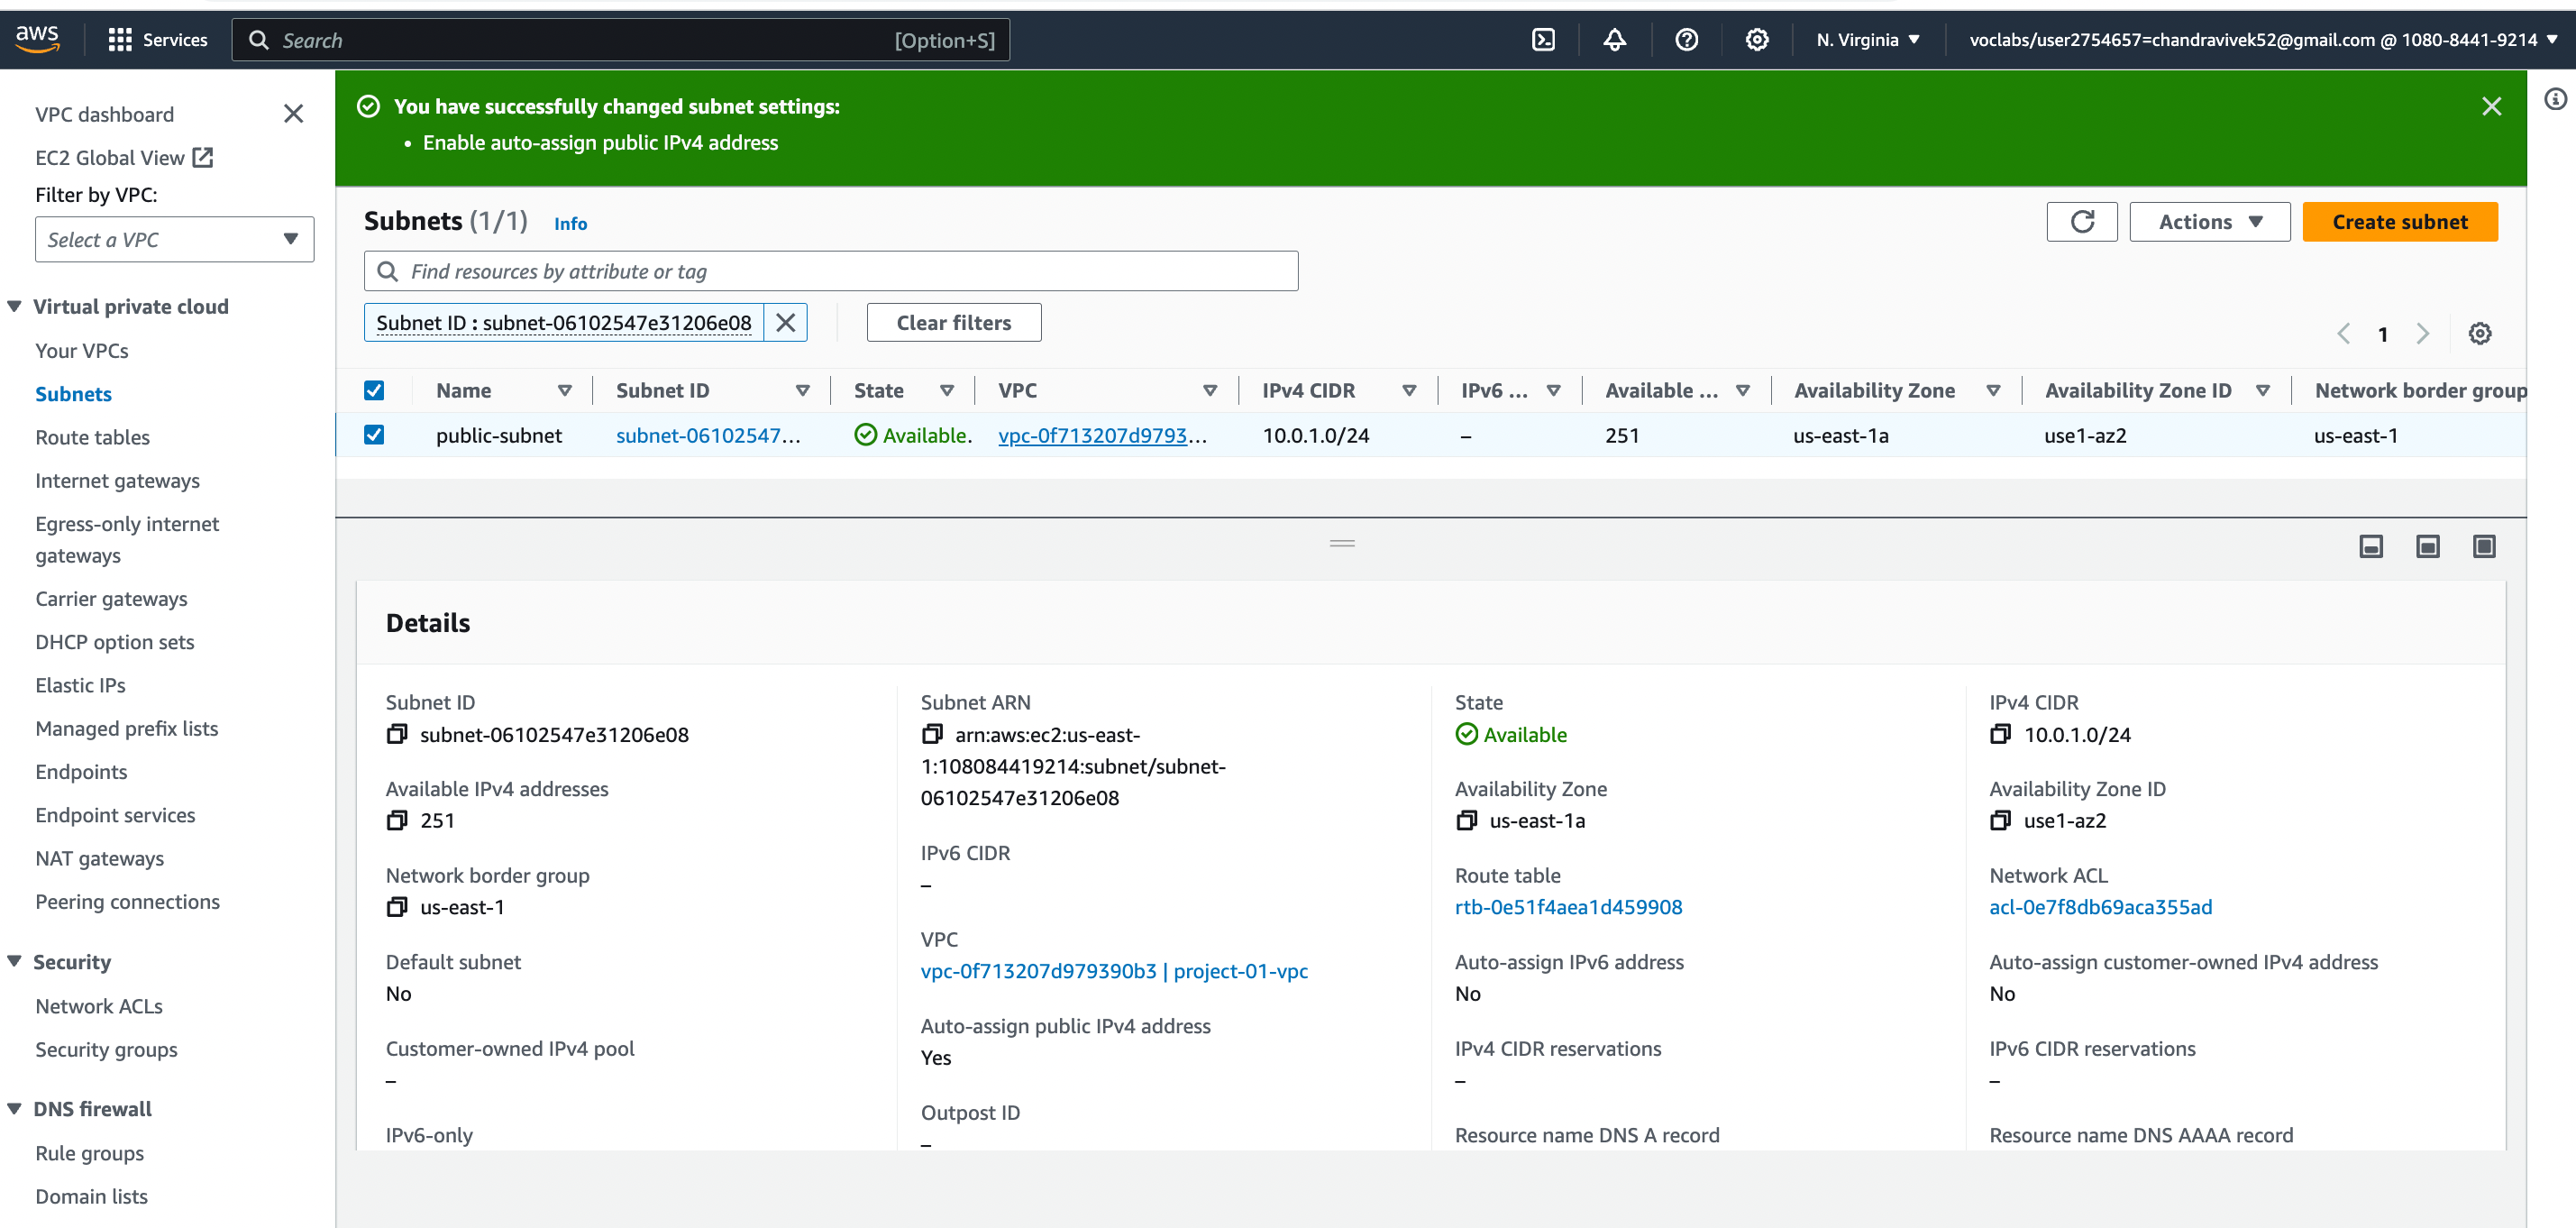 aws
Services
Search
[Option+S]
N. Virginia
voclabs/user2754657=chandravivek52@gmail.com @ 1080-8441-9214
VPC dashboard
EC2 Global View
Filter by VPC:
Select a VPC
Virtual private cloud
Your VPCs
Subnets
Route tables
Internet gateways
Egress-only internet
gateways
Carrier gateways
DHCP option sets
Elastic IPs
Managed prefix lists
Endpoints
Endpoint services
NAT gateways
Peering connections
Security
Network ACLs
Security groups
DNS firewall
Rule groups
Domain lists
You have successfully changed subnet settings:
• Enable auto-assign public IPv4 address
Subnets (1/1) Info
Actions
Create subnet
Find resources by attribute or tag
Subnet ID : subnet-06102547e31206e08
Clear filters
1
Name Subnet ID State VPC IPv4 CIDR IPv6 ... Available ... Availability Zone Availability Zone ID Network border group
public-subnet subnet-06102547... Available. vpc-0f713207d9793... 10.0.1.0/24 – 251 us-east-1a use1-az2 us-east-1
Details
Subnet ID
subnet-06102547e31206e08
Available IPv4 addresses
251
Network border group
us-east-1
Default subnet
No
Customer-owned IPv4 pool
–
IPv6-only
Subnet ARN
arn:aws:ec2:us-east-
1:108084419214:subnet/subnet-
06102547e31206e08
IPv6 CIDR
–
VPC
vpc-0f713207d979390b3 | project-01-vpc
Auto-assign public IPv4 address
Yes
Outpost ID
–
State
Available
Availability Zone
us-east-1a
Route table
rtb-0e51f4aea1d459908
Auto-assign IPv6 address
No
IPv4 CIDR reservations
–
Resource name DNS A record
IPv4 CIDR
10.0.1.0/24
Availability Zone ID
use1-az2
Network ACL
acl-0e7f8db69aca355ad
Auto-assign customer-owned IPv4 address
No
IPv6 CIDR reservations
–
Resource name DNS AAAA record